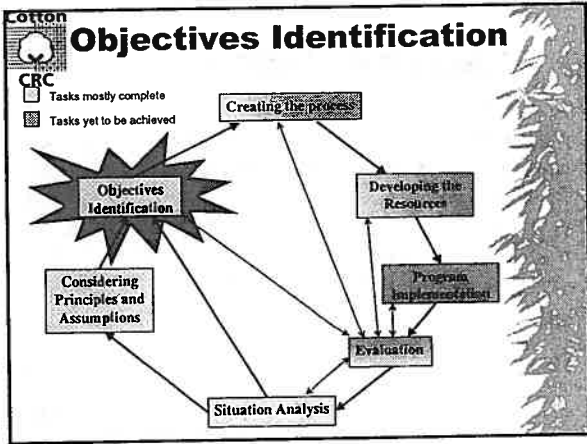 Cotton
CRC
Objectives Identification
Tasks mostly complete
Tasks yet to be achieved
Creating the process
Objectives
Identification
Developing the
Resources
Considering
Principles and
Assumptions
Program
Implementation
Evaluation
Situation Analysis